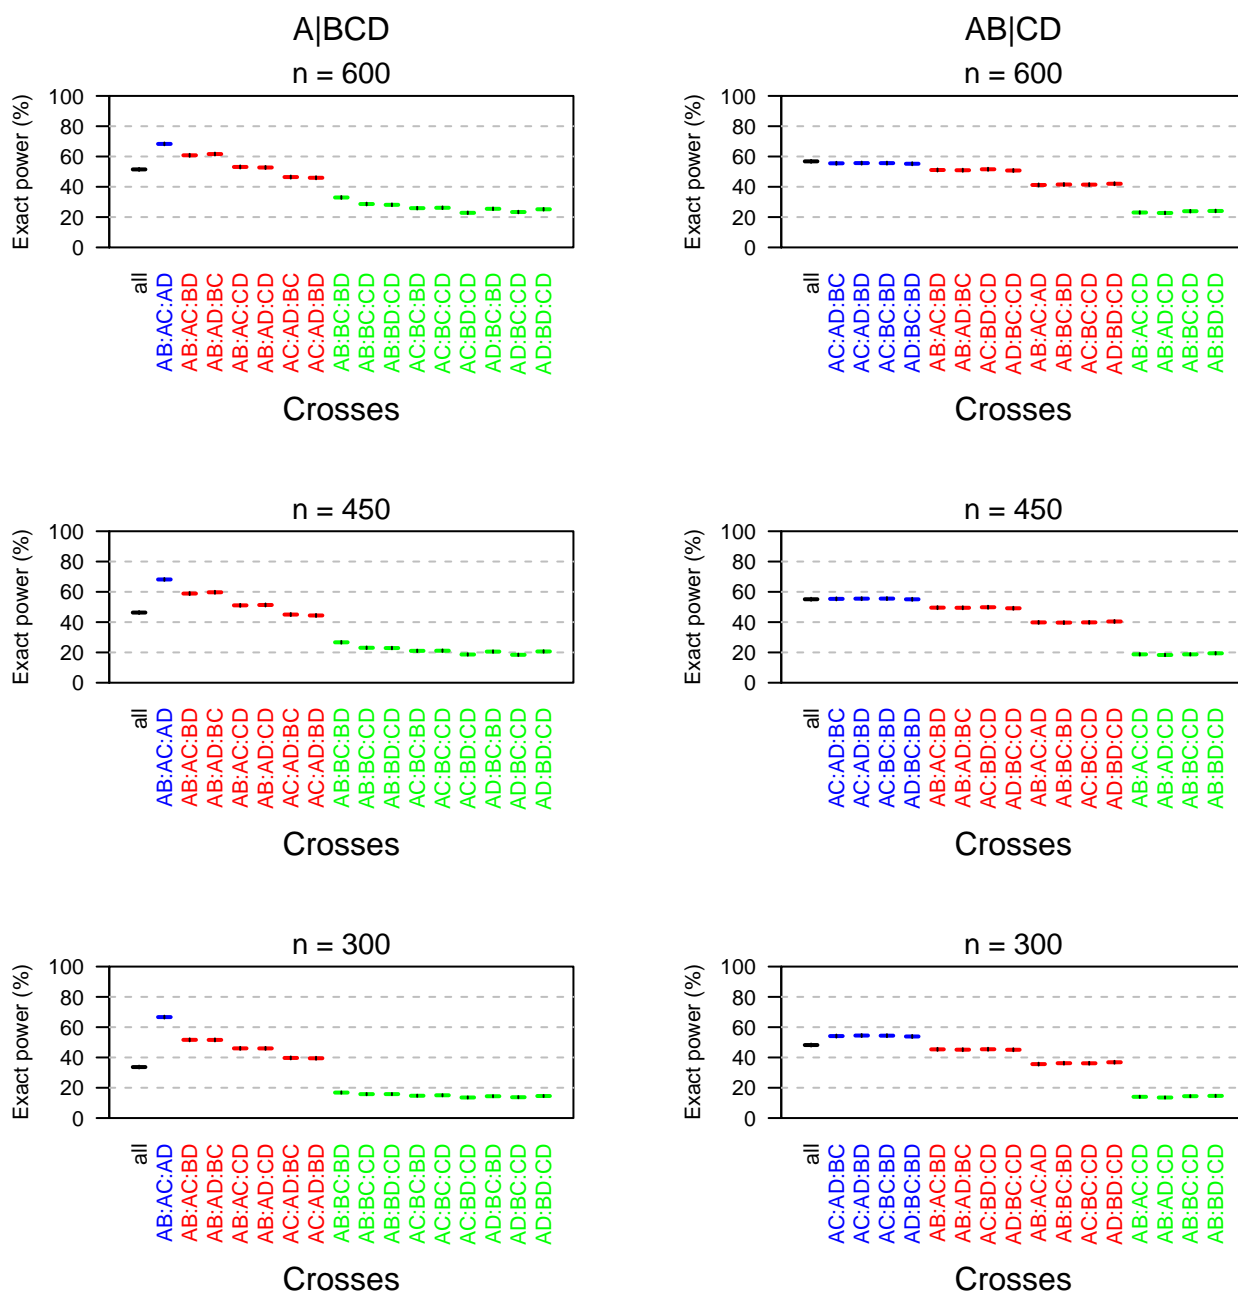 A|BCD
n = 600
Exact power (%)
100
80
60
40
20
0
all
AB:AC:AD
AB:AC:BD
AB:AD:BC
AB:AC:CD
AB:AD:CD
AC:AD:BC
AC:AD:BD
AB:BC:BD
AB:BC:CD
AB:BD:CD
AC:BC:BD
AC:BC:CD
AC:BD:CD
AD:BC:BD
AD:BC:CD
AD:BD:CD
Crosses
AB|CD
n = 600
Exact power (%)
100
80
60
40
20
0
all
AC:AD:BC
AC:AD:BD
AC:BC:BD
AD:BC:BD
AB:AC:BD
AB:AD:BC
AC:BD:CD
AD:BC:CD
AB:AC:AD
AB:BC:BD
AC:BC:CD
AD:BD:CD
AB:AC:CD
AB:AD:CD
AB:BC:CD
AB:BD:CD
Crosses
n = 450
Exact power (%)
100
80
60
40
20
0
all
AB:AC:AD
AB:AC:BD
AB:AD:BC
AB:AC:CD
AB:AD:CD
AC:AD:BC
AC:AD:BD
AB:BC:BD
AB:BC:CD
AB:BD:CD
AC:BC:BD
AC:BC:CD
AC:BD:CD
AD:BC:BD
AD:BC:CD
AD:BD:CD
Crosses
n = 450
Exact power (%)
100
80
60
40
20
0
all
AC:AD:BC
AC:AD:BD
AC:BC:BD
AD:BC:BD
AB:AC:BD
AB:AD:BC
AC:BD:CD
AD:BC:CD
AB:AC:AD
AB:BC:BD
AC:BC:CD
AD:BD:CD
AB:AC:CD
AB:AD:CD
AB:BC:CD
AB:BD:CD
Crosses
n = 300
Exact power (%)
100
80
60
40
20
0
all
AB:AC:AD
AB:AC:BD
AB:AD:BC
AB:AC:CD
AB:AD:CD
AC:AD:BC
AC:AD:BD
AB:BC:BD
AB:BC:CD
AB:BD:CD
AC:BC:BD
AC:BC:CD
AC:BD:CD
AD:BC:BD
AD:BC:CD
AD:BD:CD
Crosses
n = 300
Exact power (%)
100
80
60
40
20
0
all
AC:AD:BC
AC:AD:BD
AC:BC:BD
AD:BC:BD
AB:AC:BD
AB:AD:BC
AC:BD:CD
AD:BC:CD
AB:AC:AD
AB:BC:BD
AC:BC:CD
AD:BD:CD
AB:AC:CD
AB:AD:CD
AB:BC:CD
AB:BD:CD
Crosses